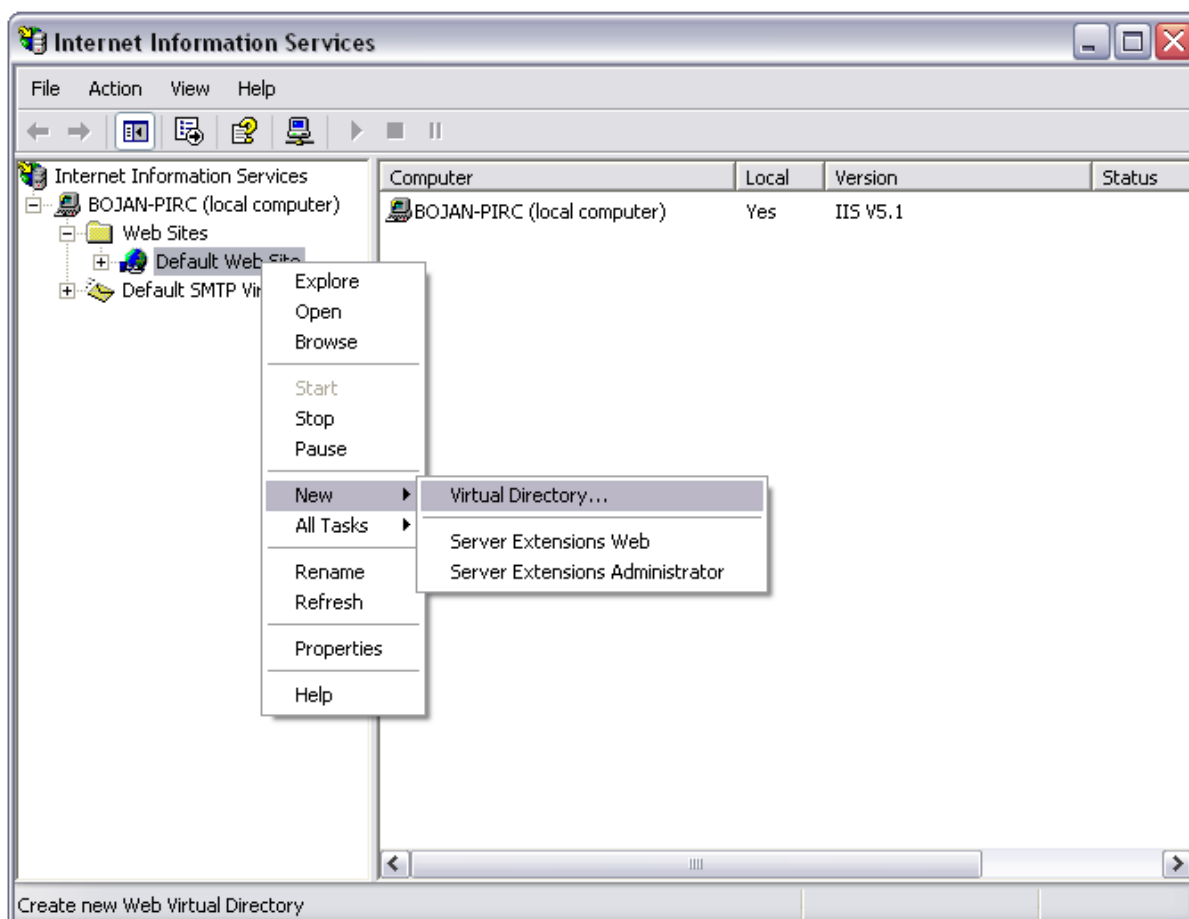 Internet Information Services
File Action View Help
Internet Information Services
BOJAN-PIRC (local computer)
Web Sites
Default Web Site
Default SMTP Vir
Computer Local Version Status
BOJAN-PIRC (local computer) Yes IIS V5.1
Explore
Open
Browse
Start
Stop
Pause
New
All Tasks
Rename
Refresh
Properties
Help
Virtual Directory...
Server Extensions Web
Server Extensions Administrator
Create new Web Virtual Directory